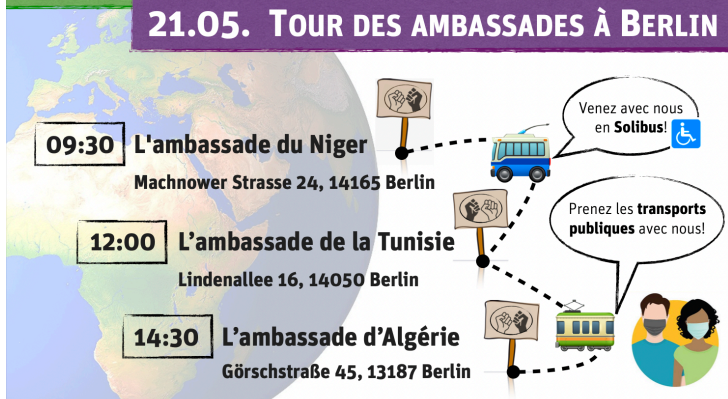 21.05. TOUR DES AMBASSADES À BERLIN
Venez avec nous
en Solibus!
09:30 L'ambassade du Niger
Machnower Strasse 24, 14165 Berlin
Prenez les transports
publiques avec nous!
12:00 L'ambassade de la Tunisie
Lindenallee 16, 14050 Berlin
14:30 L'ambassade d'Algérie
Görschstraße 45, 13187 Berlin